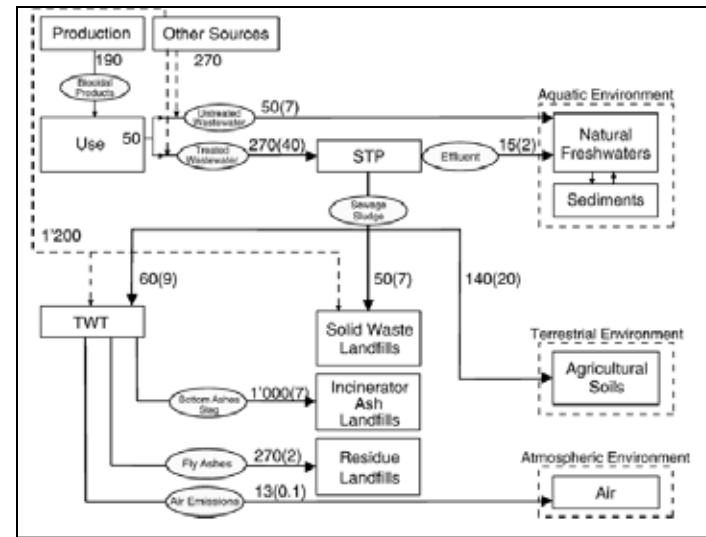 Production
Other Sources
190
270
Biocidal
Products
Aquatic Environment
Untreated
Wastewater
50(7)
Use
50
Natural
Freshwaters
Treated
Wastewater
270(40)
STP
Effluent
15(2)
Sediments
Sewage
Sludge
1'200
60(9)
50(7)
140(20)
TWT
Solid Waste
Landfills
Terrestrial Environment
Agricultural
Soils
Bottom Ashes
Slag
1'000(7)
Incinerator
Ash
Landfills
Fly Ashes
270(2)
Residue
Landfills
Atmospheric Environment
Air Emissions
13(0.1)
Air